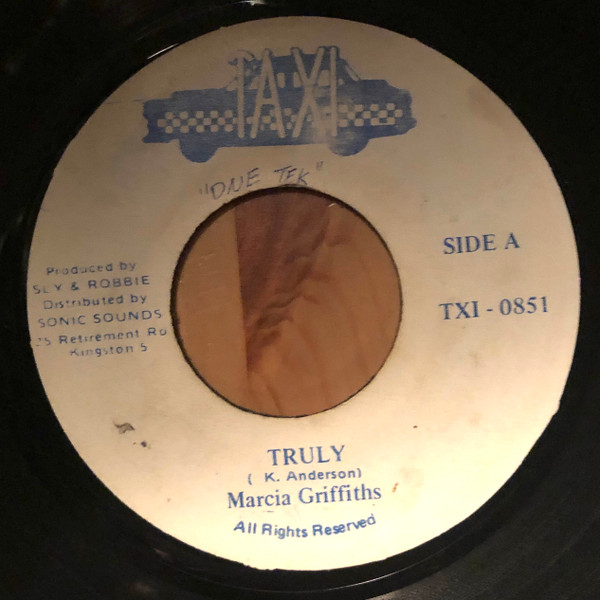 TAXI
"ONE TEK"
Produced by
SLY & ROBBIE
Distributed by
SONIC SOUNDS
Retirement Rd
Kingston 5
SIDE A
TXI - 0851
TRULY
( K. Anderson)
Marcia Griffiths
All Rights Reserved